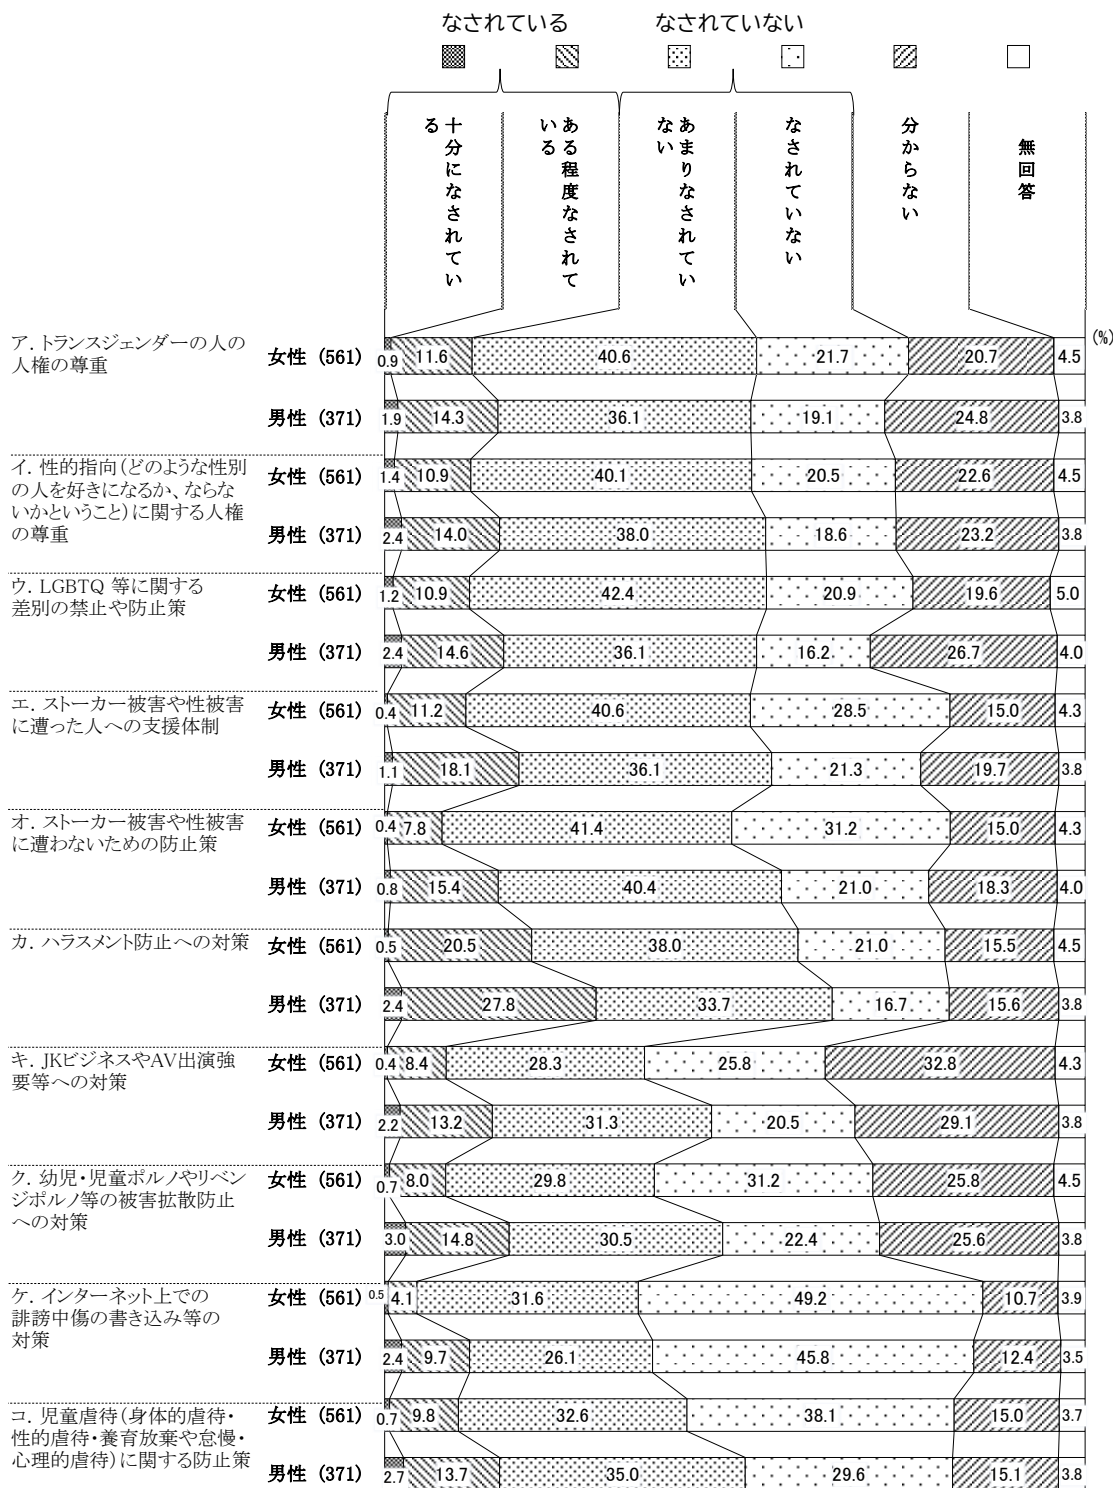 なされている　なされていない
十分になされている
ある程度なされている
あまりなされていない
なされていない
分からない
無回答
(%)
ア．トランスジェンダーの人の
人権の尊重
女性 (561) 0.9 11.6 40.6 21.7 20.7 4.5
男性 (371) 1.9 14.3 36.1 19.1 24.8 3.8
イ．性的指向（どのような性別
の人を好きになるか、ならな
いかということ）に関する人権
の尊重
女性 (561) 1.4 10.9 40.1 20.5 22.6 4.5
男性 (371) 2.4 14.0 38.0 18.6 23.2 3.8
ウ．LGBTQ 等に関する
差別の禁止や防止策
女性 (561) 1.2 10.9 42.4 20.9 19.6 5.0
男性 (371) 2.4 14.6 36.1 16.2 26.7 4.0
エ．ストーカー被害や性被害
に遭った人への支援体制
女性 (561) 0.4 11.2 40.6 28.5 15.0 4.3
男性 (371) 1.1 18.1 36.1 21.3 19.7 3.8
オ．ストーカー被害や性被害
に遭わないための防止策
女性 (561) 0.4 7.8 41.4 31.2 15.0 4.3
男性 (371) 0.8 15.4 40.4 21.0 18.3 4.0
カ．ハラスメント防止への対策
女性 (561) 0.5 20.5 38.0 21.0 15.5 4.5
男性 (371) 2.4 27.8 33.7 16.7 15.6 3.8
キ．JKビジネスやAV出演強
要等への対策
女性 (561) 0.4 8.4 28.3 25.8 32.8 4.3
男性 (371) 2.2 13.2 31.3 20.5 29.1 3.8
ク．幼児・児童ポルノやリベン
ジポルノ等の被害拡散防止
への対策
女性 (561) 0.7 8.0 29.8 31.2 25.8 4.5
男性 (371) 3.0 14.8 30.5 22.4 25.6 3.8
ケ．インターネット上での
誹謗中傷の書き込み等の
対策
女性 (561) 0.5 4.1 31.6 49.2 10.7 3.9
男性 (371) 2.4 9.7 26.1 45.8 12.4 3.5
コ．児童虐待（身体的虐待・
性的虐待・養育放棄や怠慢・
心理的虐待）に関する防止策
女性 (561) 0.7 9.8 32.6 38.1 15.0 3.7
男性 (371) 2.7 13.7 35.0 29.6 15.1 3.8